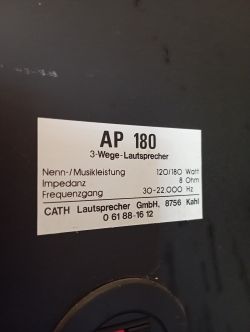 AP 180
3-Wege-Lautsprecher
Nenn-/Musikleistung 120/180 Watt
Impedanz 8 Ohm
Frequenzgang 30-22.000 Hz
CATH Lautsprecher GmbH, 8756 Kahl
0 61 88-16 12